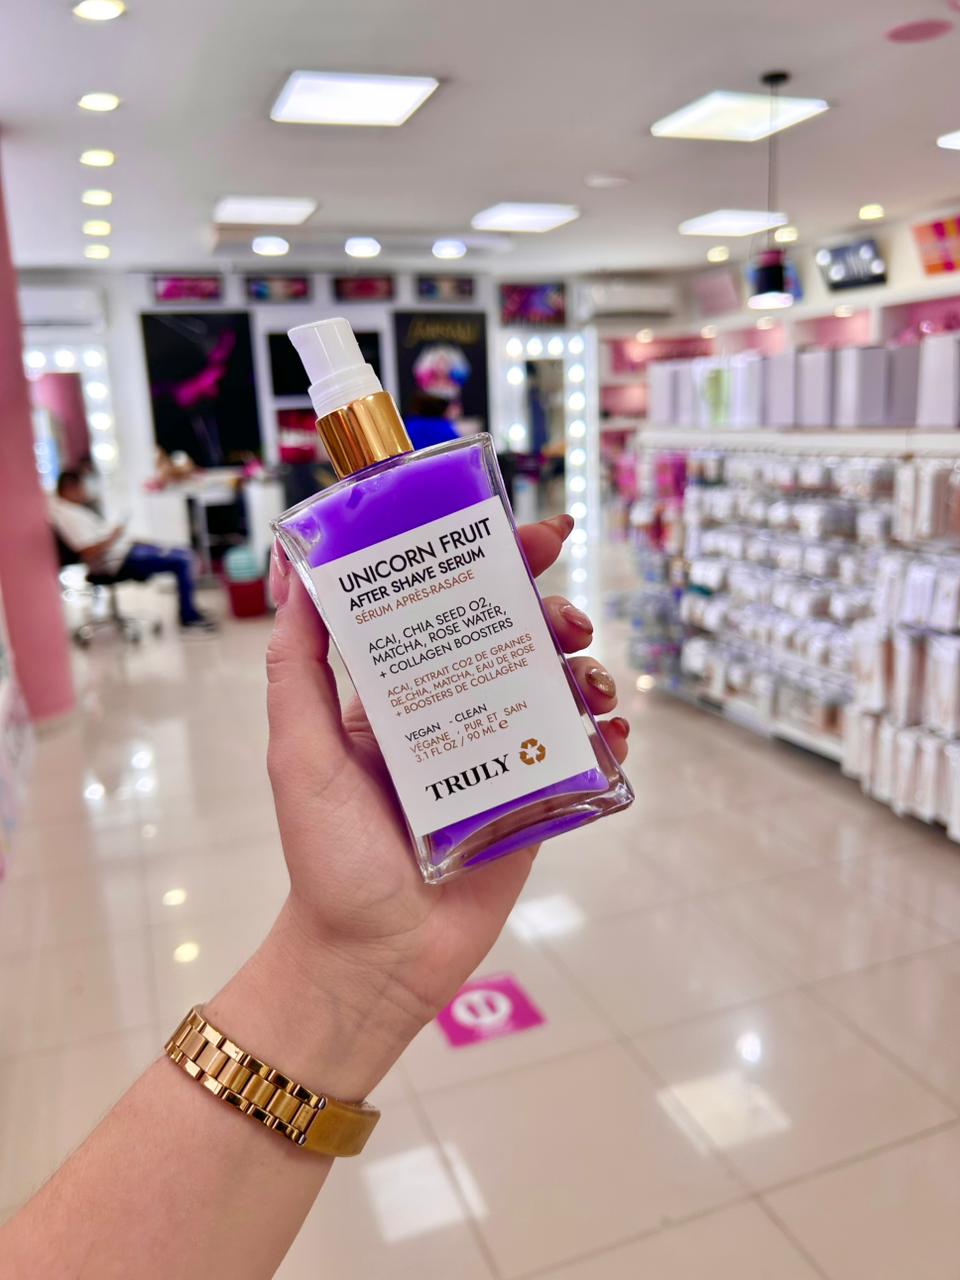 UNICORN FRUIT
AFTER SHAVE SERUM
SÉRUM APRÈS-RASAGE
ACAI, CHIA SEED O2,
MATCHA, ROSE WATER,
+ COLLAGEN BOOSTERS
ACAI, EXTRAIT CO2 DE GRAINES
DE CHIA, MATCHA, EAU DE ROSE
+ BOOSTERS DE COLLAGÈNE
VEGAN - CLEAN
VÉGANE , PUR ET SAIN
3.1 FL OZ / 90 ML ℮
TRULY